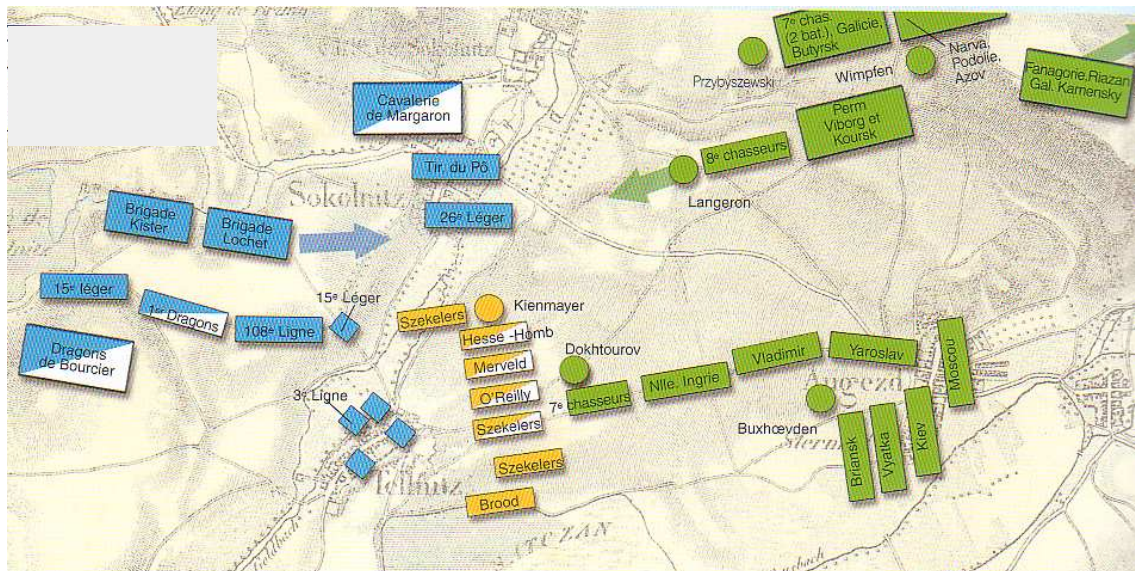 Sokolnitz
7e chas.
(2 bat.), Galicie,
Butyrsk
Narva,
Podolie,
Azov
Przybyszewski
Wimpfen
Fanagorie, Riazan
Gal. Kamensky
Cavalerie
de Margaron
Perm
Viborg et
Koursk
Tir. du Pô
8e chasseurs
Sokolnitz
Langeron
Brigade
Kister
Brigade
Lochet
26e Léger
15e léger
1er Dragons
108e Ligne
15e Léger
Dragons
de Bourcier
Szekelers
Kienmayer
Hesse-Homb
Merveld
O'Reilly
Szekelers
Szekelers
Brood
Dokhtourov
7e chasseurs
Nlle. Ingrie
Vladimir
Yaroslav
Moscou
Augezd
Buxhœvden
Briansk
Vyatka
Kiev
3e Ligne
Tellnitz
Goldbach